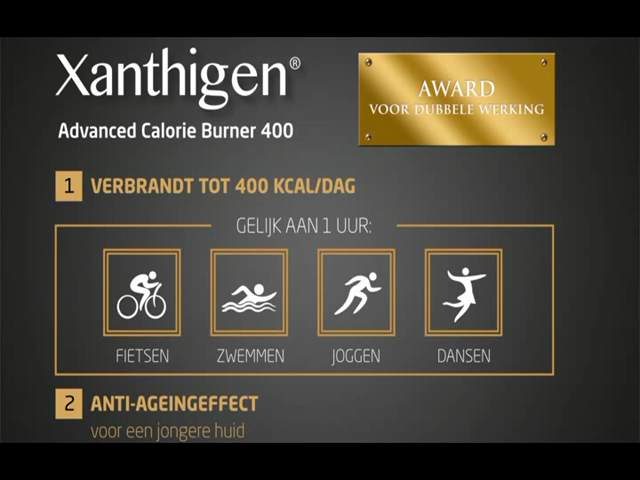 Xanthigen®
Advanced Calorie Burner 400
AWARD
VOOR DUBBELE WERKING
1 VERBRANDT TOT 400 KCAL/DAG
GELIJK AAN 1 UUR:
FIETSEN ZWEMMEN JOGGEN DANSEN
2 ANTI-AGEINGEFFECT
voor een jongere huid